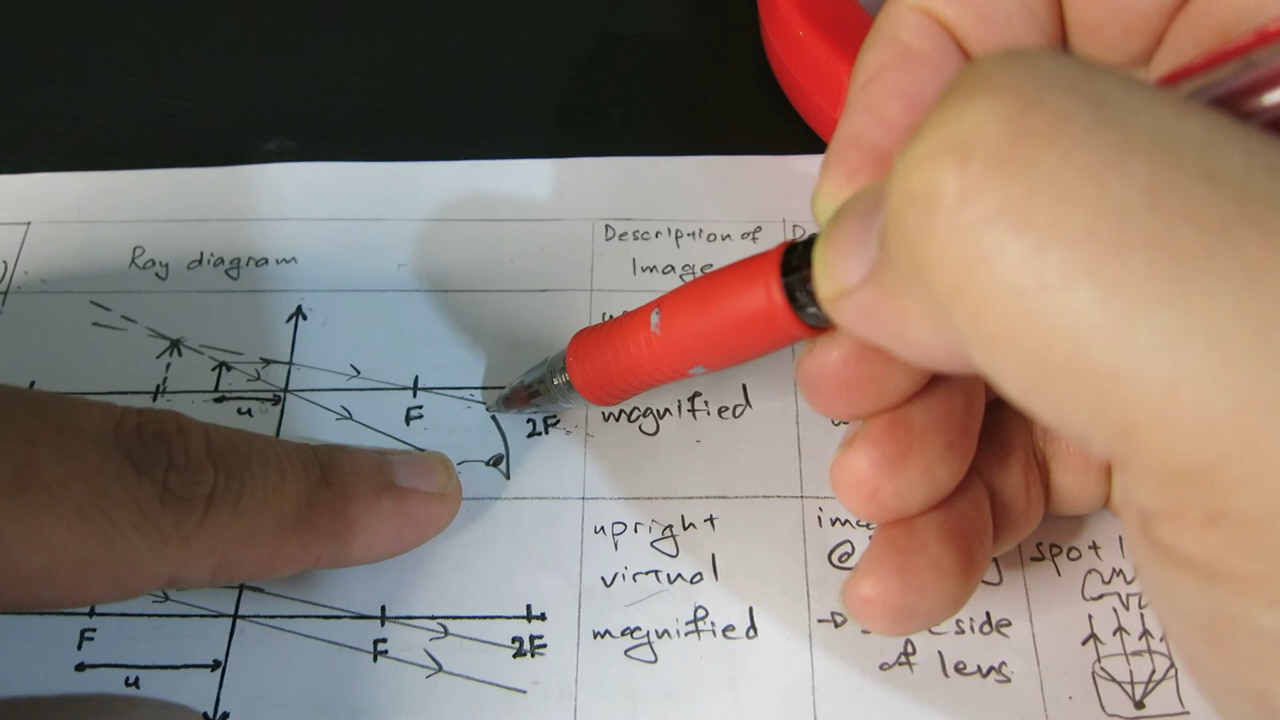 Ray diagram
Description of
Image
magnified
u
F
2F
upright
virtual
magnified
@
spot
side
of lens
F
F
2F
u